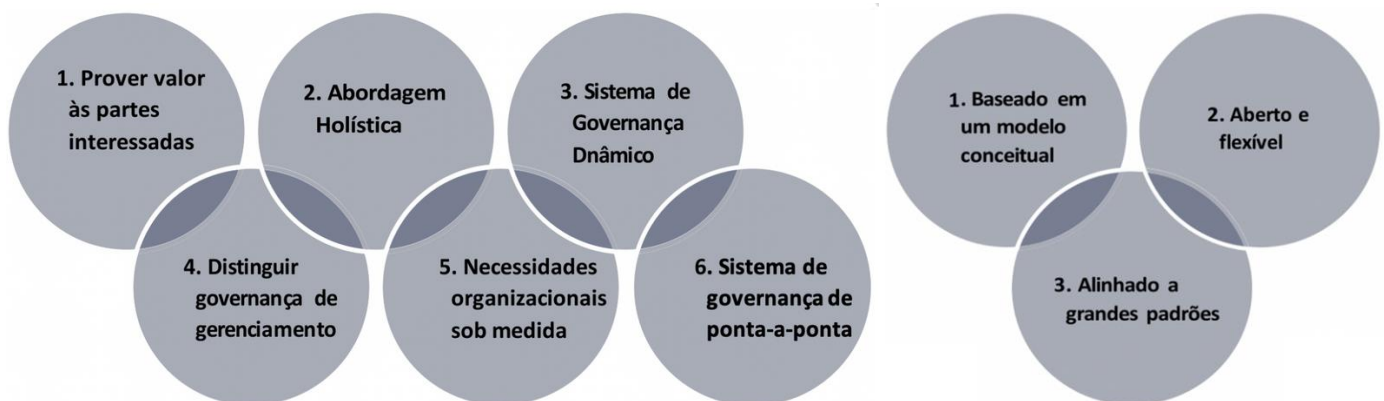 1. Prover valor
às partes
interessadas
2. Abordagem
Holística
3. Sistema de
Governança
Dnâmico
4. Distinguir
governança de
gerenciamento
5. Necessidades
organizacionais
sob medida
6. Sistema de
governança de
ponta-a-ponta
1. Baseado em
um modelo
conceitual
2. Aberto e
flexível
3. Alinhado a
grandes padrões